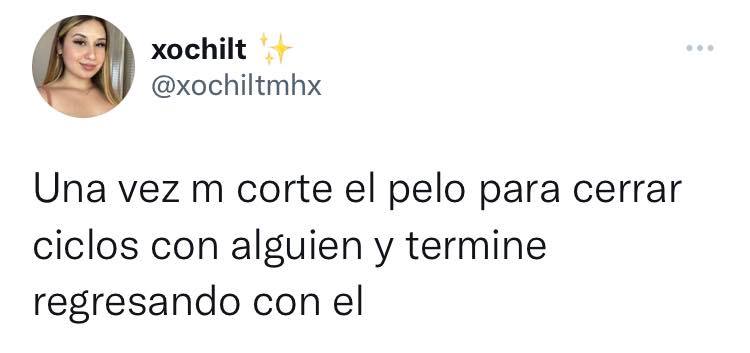 xochilt ✨
@xochiltmhx
Una vez m corte el pelo para cerrar
ciclos con alguien y termine
regresando con el